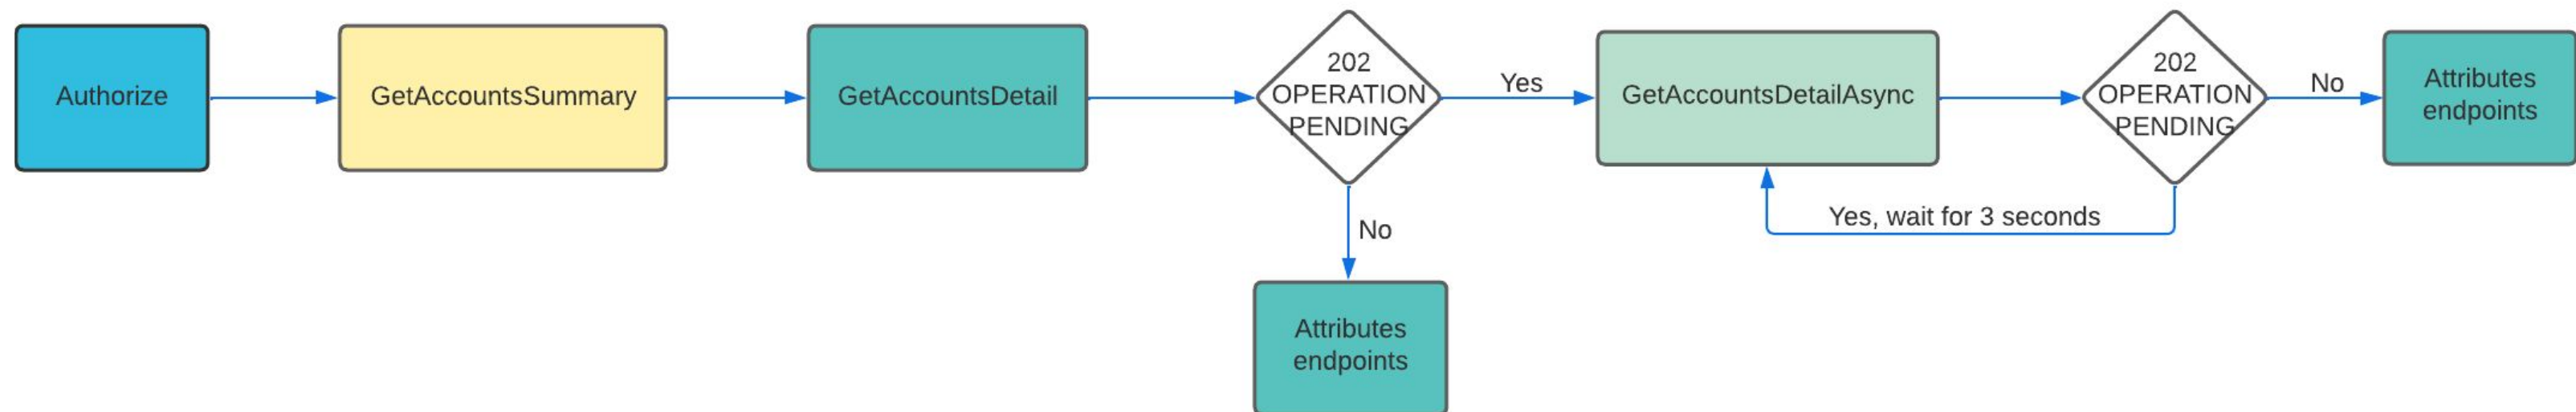 Authorize
GetAccountsSummary
GetAccountsDetail
202
OPERATION
PENDING
Yes
GetAccountsDetailAsync
202
OPERATION
PENDING
No
Attributes
endpoints
Yes, wait for 3 seconds
No
Attributes
endpoints